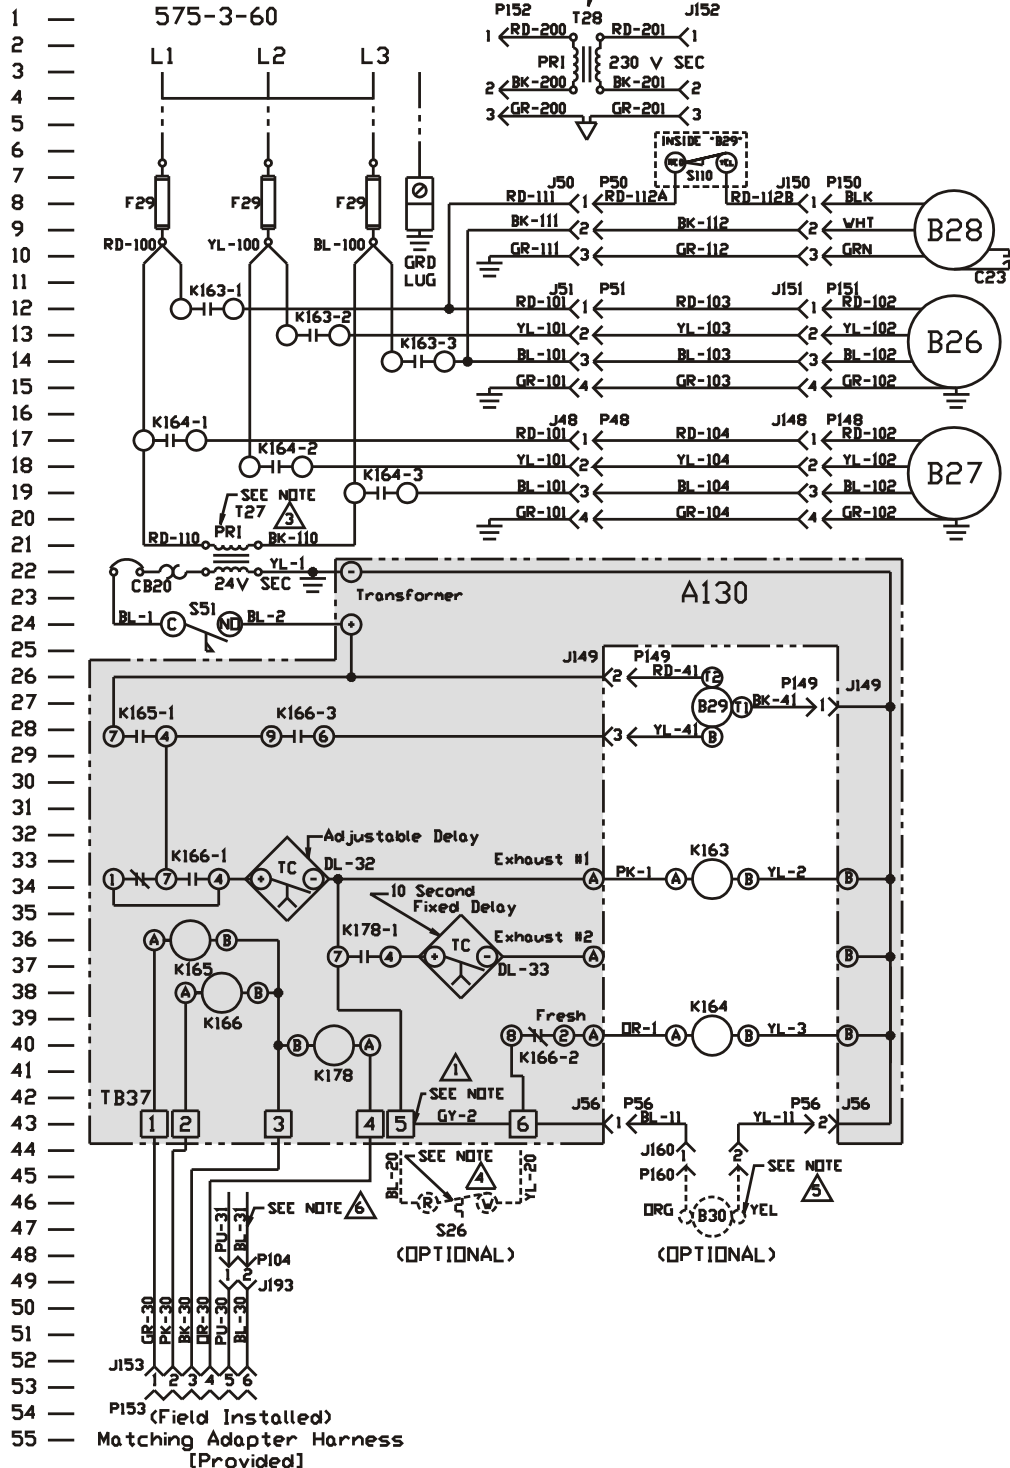 1 — 575-3-60 P152 T28 J152
1 RD-200 RD-201 1
2 — L1 L2 L3 PRI 230 V SEC
3 —
2 BK-200 BK-201 2
4 —
3 GR-200 GR-201 3
5 —
6 — INSIDE "B29"
RED YEL
7 — S110
J50 P50 J150 P150
8 — F29 F29 F29 RD-111 1 RD-112A RD-112B 1 BLK
9 — BK-111 2 BK-112 2 WHT B28
RD-100 YL-100 BL-100
10 — GRD LUG GR-111 3 GR-112 3 GRN
C23
11 — K163-1 J51 P51 J151 P151
12 — RD-101 1 RD-103 1 RD-102
K163-2
13 — YL-101 2 YL-103 2 YL-102 B26
K163-3
14 — BL-101 3 BL-103 3 BL-102
15 — GR-101 4 GR-103 4 GR-102
16 — K164-1 J48 P48 J148 P148
17 — RD-101 1 RD-104 1 RD-102
K164-2
18 — YL-101 2 YL-104 2 YL-102 B27
K164-3
19 — SEE NOTE BL-101 3 BL-104 3 BL-102
T27 3
20 — PRI GR-101 4 GR-104 4 GR-102
21 — RD-110 BK-110
YL-1
22 — CB20 24V SEC -
23 — Transformer A130
S51
24 — BL-1 C NO BL-2 +
25 — J149 P149
26 — 2 RD-41 T2
P149 J149
27 — K165-1 K166-3 B29 T1 BK-41 1
28 — 7 4 9 6 3 YL-41 B
29 —
30 —
31 —
32 — Adjustable Delay
33 — K166-1 TC DL-32 Exhaust #1 K163
34 — 1 7 4 + - A PK-1 A B YL-2 B
10 Second
35 — Fixed Delay
K178-1
36 — A B TC Exhaust #2
37 — K165 7 4 + - DL-33 A B
38 — A B
39 — K166 Fresh K164
40 — B A 8 2 A OR-1 A B YL-3 B
K166-2
41 — K178 1
42 — TB37 SEE NOTE J56 P56 P56 J56
43 — 1 2 3 4 5 GY-2 6 1 BL-11 YL-11 2
44 — J160 1 2
45 — BL-20 SEE NOTE 4 YL-20 P160 SEE NOTE 5
46 — SEE NOTE 6 R 2 W ORG B30 YEL
47 — PU-31 BL-31 S26
48 — P104 (OPTIONAL) (OPTIONAL)
1 2
49 — J193
50 — GR-30 PK-30 BK-30 OR-30 PU-30 BL-30
51 —
52 — J153
53 — 1 2 3 4 5 6
54 — P153 (Field Installed)
55 — Matching Adapter Harness
[Provided]